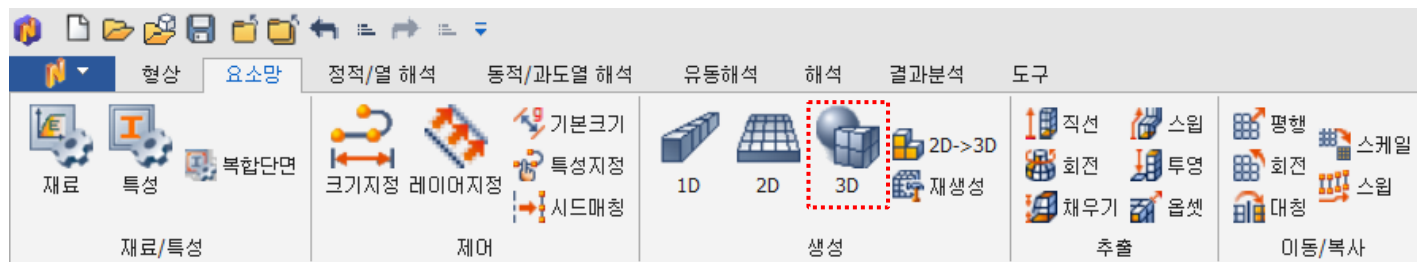 형상 요소망 정적/열 해석 동적/과도열 해석 유동해석 해석 결과분석 도구
재료 특성 복합단면
재료/특성
크기지정 레이어지정 기본크기
특성지정
시드매칭
제어
1D 2D 3D 2D->3D
재생성
생성
직선 스윕
회전 투영
채우기 옵셋
추출
평행 스케일
회전 스윕
대칭
이동/복사